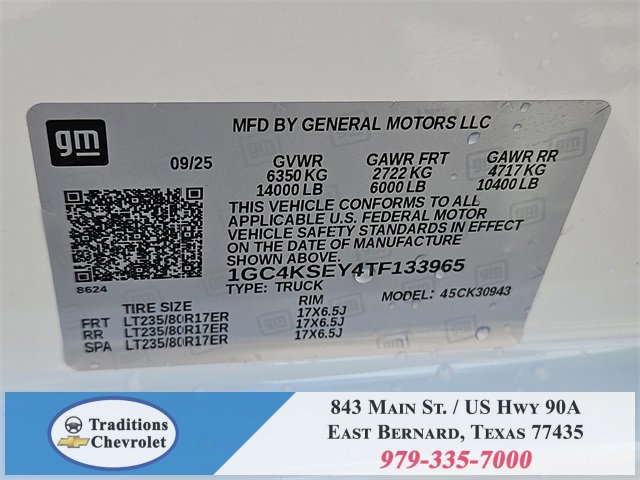 gm
MFD BY GENERAL MOTORS LLC
09/25 GVWR GAWR FRT GAWR RR
6350 KG 2722 KG 4717 KG
14000 LB 6000 LB 10400 LB
THIS VEHICLE CONFORMS TO ALL
APPLICABLE U.S. FEDERAL MOTOR
VEHICLE SAFETY STANDARDS IN EFFECT
ON THE DATE OF MANUFACTURE
SHOWN ABOVE.
8624
1GC4KSEY4TF133965
TYPE: TRUCK MODEL: 45CK30943
TIRE SIZE RIM
FRT LT235/80R17ER 17X6.5J
RR LT235/80R17ER 17X6.5J
SPA LT235/80R17ER 17X6.5J
Traditions
Chevrolet
843 Main St. / US Hwy 90A
East Bernard, Texas 77435
979-335-7000